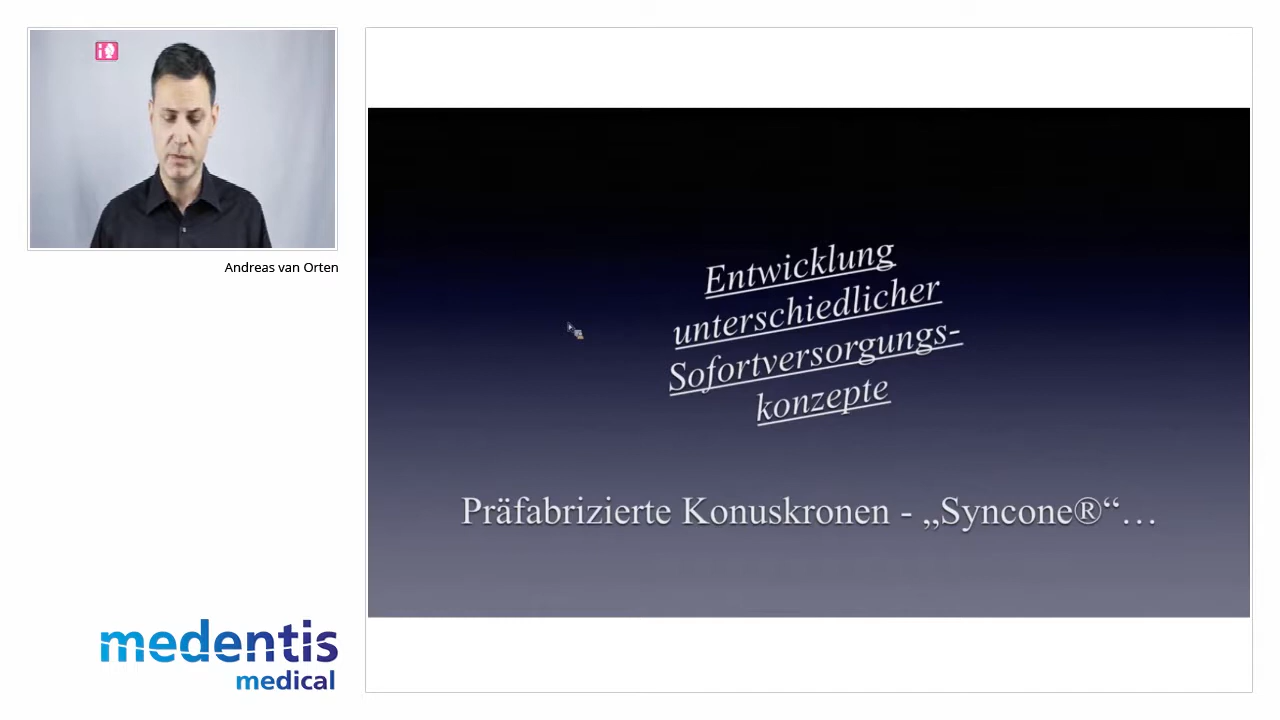 i
Andreas van Orten
Entwicklung
unterschiedlicher
Sofortversorgungs-
konzepte
Präfabrizierte Konuskronen - „Syncone®“…
medentis
medical